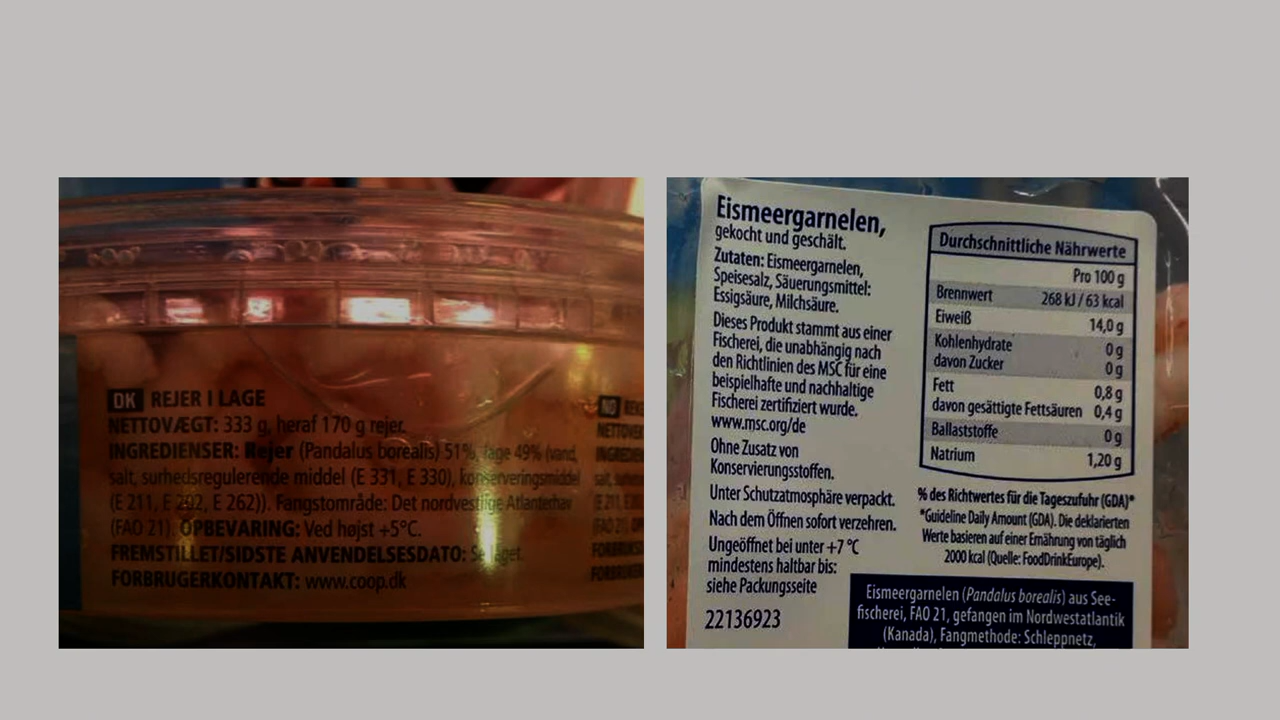 DK REJER I LAGE
NETTOVÆGT: 333 g, heraf 170 g rejer.
INGREDIENSER: Rejer (Pandalus borealis) 51%, lage 49% (vand,
salt, surhedsregulerende middel (E 331, E 330), konserveringsmiddel
(E 211, E 202, E 262)). Fangstområde: Det nordvestlige Atlanterhav
(FAO 21). OPBEVARING: Ved højst +5°C.
FREMSTILLET/SIDSTE ANVENDELSESDATO: Se låget.
FORBRUGERKONTAKT: www.coop.dk
NO
Eismeergarnelen,
gekocht und geschält.
Zutaten: Eismeergarnelen,
Speisesalz, Säuerungsmittel:
Essigsäure, Milchsäure.
Dieses Produkt stammt aus einer
Fischerei, die unabhängig nach
den Richtlinien des MSC für eine
beispielhafte und nachhaltige
Fischerei zertifiziert wurde.
www.msc.org/de
Ohne Zusatz von
Konservierungsstoffen.
Unter Schutzatmosphäre verpackt.
Nach dem Öffnen sofort verzehren.
Ungeöffnet bei unter +7 °C
mindestens haltbar bis:
siehe Packungsseite
22136923
Durchschnittliche Nährwerte
Pro 100 g
Brennwert 268 kJ / 63 kcal
Eiweiß 14,0 g
Kohlenhydrate 0 g
davon Zucker 0 g
Fett 0,8 g
davon gesättigte Fettsäuren 0,4 g
Ballaststoffe 0 g
Natrium 1,20 g
% des Richtwertes für die Tageszufuhr (GDA)*
*Guideline Daily Amount (GDA). Die deklarierten
Werte basieren auf einer Ernährung von täglich
2000 kcal (Quelle: FoodDrinkEurope).
Eismeergarnelen (Pandalus borealis) aus See-
fischerei, FAO 21, gefangen im Nordwestatlantik
(Kanada), Fangmethode: Schleppnetz,